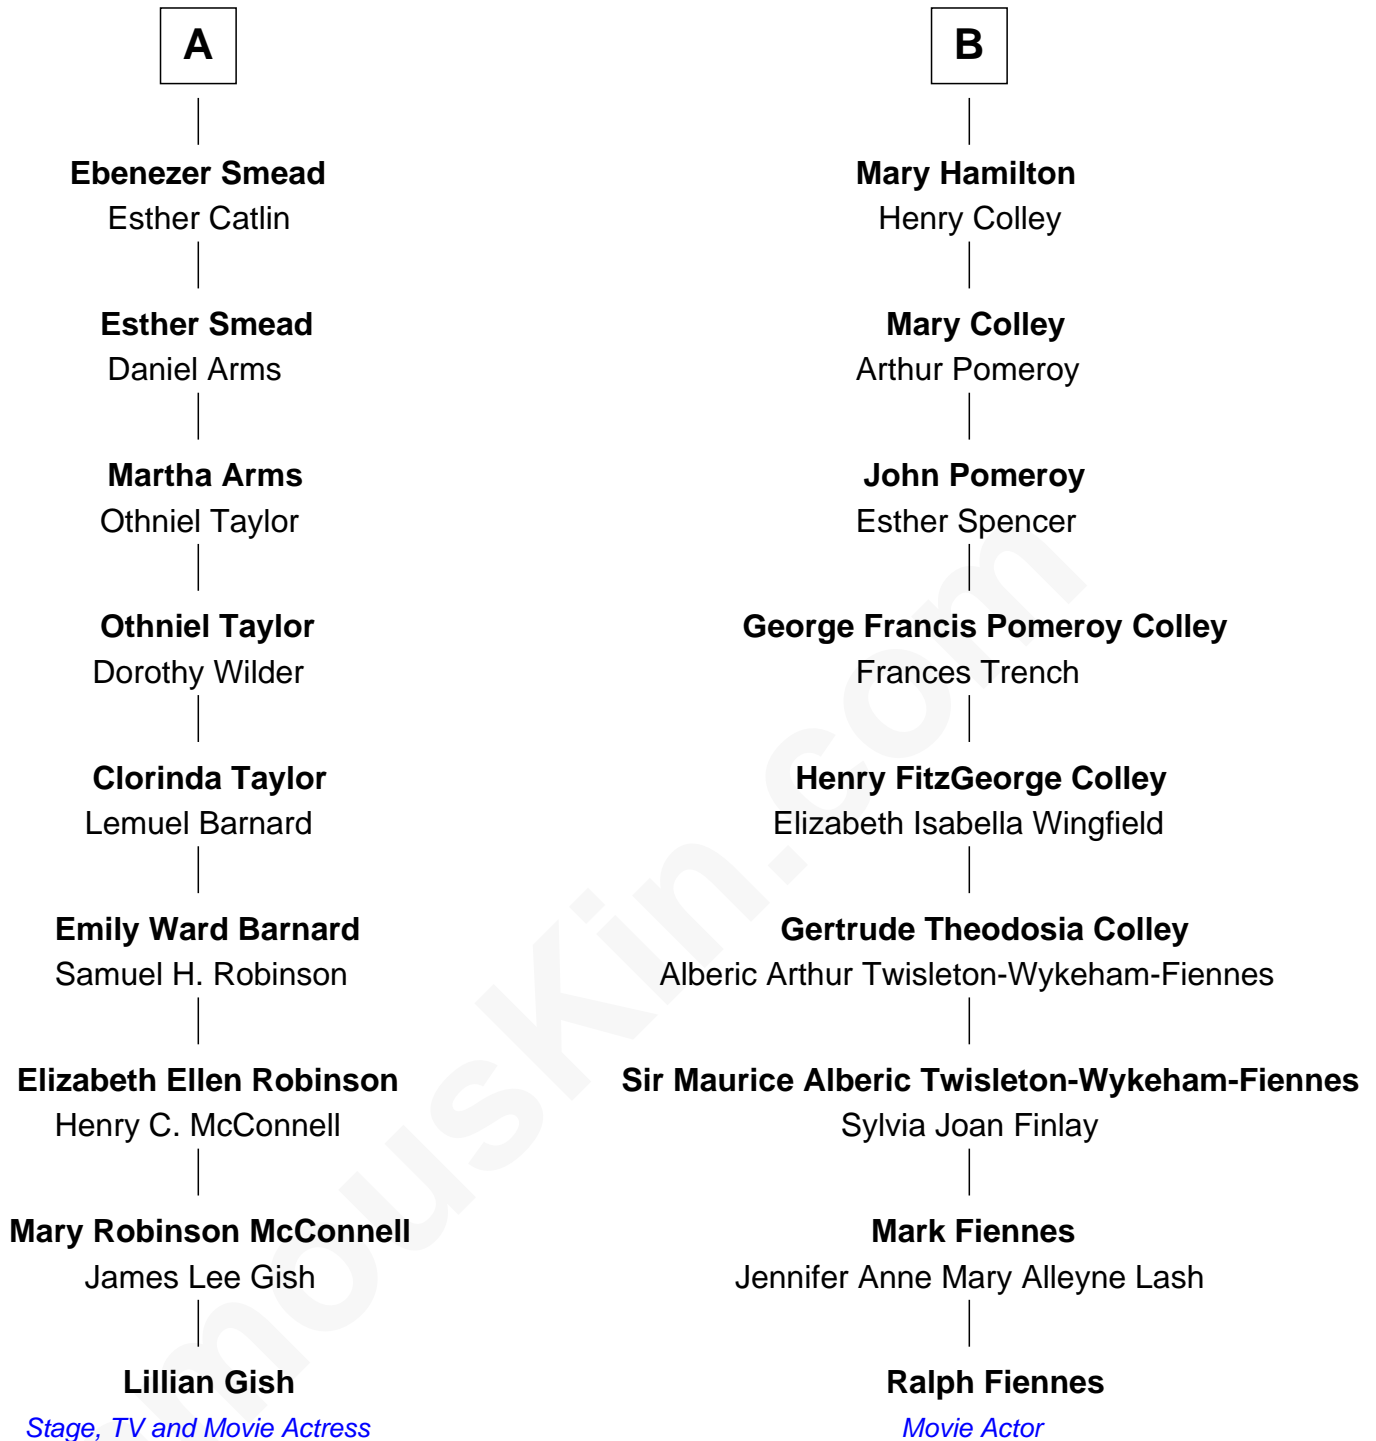 A
Ebenezer Smead
Esther Catlin
Esther Smead
Daniel Arms
Martha Arms
Othniel Taylor
Othniel Taylor
Dorothy Wilder
Clorinda Taylor
Lemuel Barnard
Emily Ward Barnard
Samuel H. Robinson
Elizabeth Ellen Robinson
Henry C. McConnell
Mary Robinson McConnell
James Lee Gish
Lillian Gish
Stage, TV and Movie Actress
B
Mary Hamilton
Henry Colley
Mary Colley
Arthur Pomeroy
John Pomeroy
Esther Spencer
George Francis Pomeroy Colley
Frances Trench
Henry FitzGeorge Colley
Elizabeth Isabella Wingfield
Gertrude Theodosia Colley
Alberic Arthur Twisleton-Wykeham-Fiennes
Sir Maurice Alberic Twisleton-Wykeham-Fiennes
Sylvia Joan Finlay
Mark Fiennes
Jennifer Anne Mary Alleyne Lash
Ralph Fiennes
Movie Actor
mouskin.com